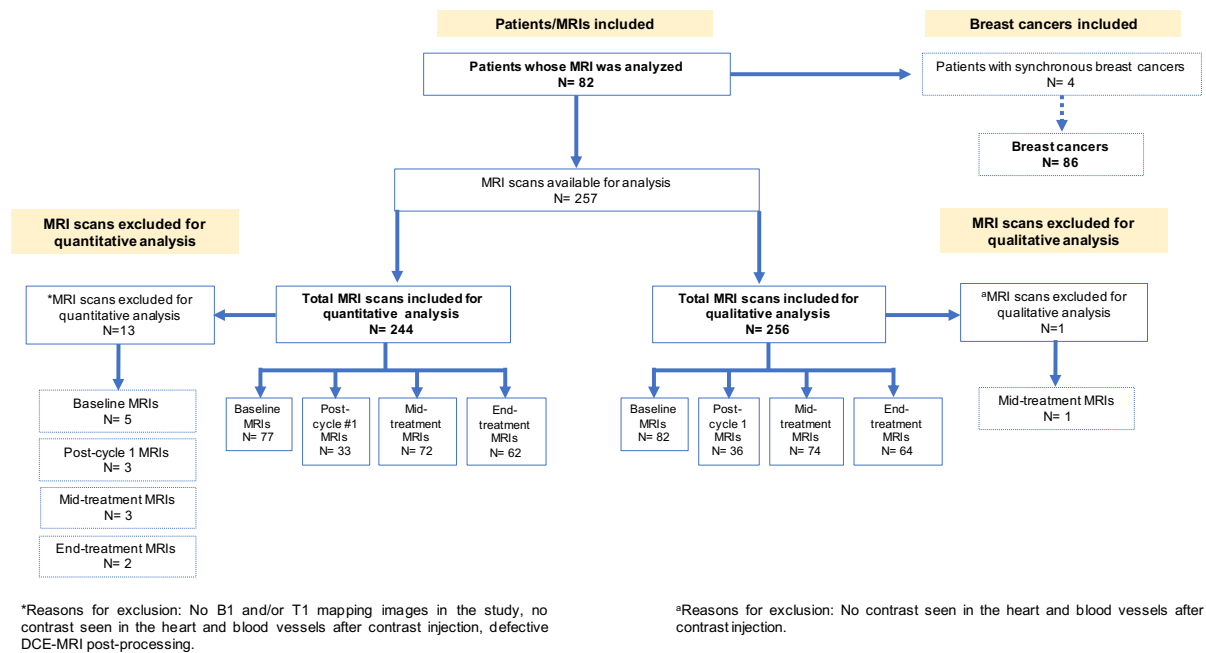 Patients/MRIs included
Breast cancers included
Patients whose MRI was analyzed
N= 82
Patients with synchronous breast cancers
N= 4
Breast cancers
N= 86
MRI scans available for analysis
N= 257
MRI scans excluded for
quantitative analysis
MRI scans excluded for
qualitative analysis
*MRI scans excluded for
quantitative analysis
N=13
Total MRI scans included for
quantitative analysis
N= 244
Total MRI scans included for
qualitative analysis
N= 256
ᵃMRI scans excluded for
qualitative analysis
N=1
Baseline MRIs
N= 5
Post-cycle 1 MRIs
N= 3
Mid-treatment MRIs
N= 3
End-treatment MRIs
N= 2
Baseline
MRIs
N= 77
Post-
cycle #1
MRIs
N= 33
Mid-
treatment
MRIs
N= 72
End-
treatment
MRIs
N= 62
Baseline
MRIs
N= 82
Post-
cycle 1
MRIs
N= 36
Mid-
treatment
MRIs
N= 74
End-
treatment
MRIs
N= 64
Mid-treatment MRIs
N= 1
*Reasons for exclusion: No B1 and/or T1 mapping images in the study, no
contrast seen in the heart and blood vessels after contrast injection, defective
DCE-MRI post-processing.
ᵃReasons for exclusion: No contrast seen in the heart and blood vessels after
contrast injection.